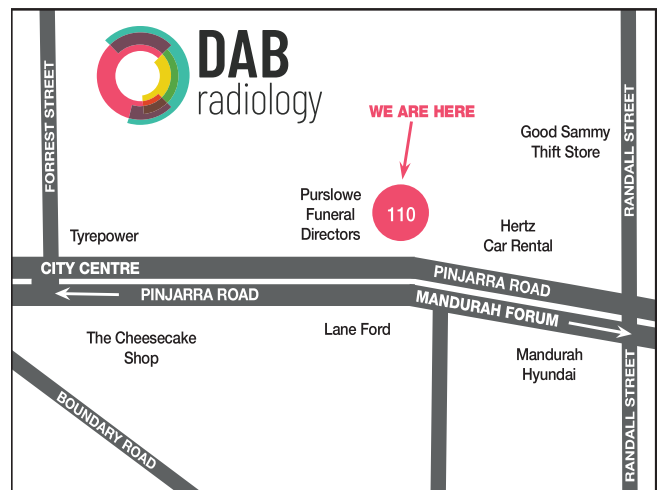 DAB
radiology
WE ARE HERE
FORREST STREET
RANDALL STREET
Good Sammy
Thift Store
Purslowe
Funeral
Directors
110
Hertz
Car Rental
Tyrepower
CITY CENTRE
PINJARRA ROAD
PINJARRA ROAD
MANDURAH FORUM
The Cheesecake
Shop
Lane Ford
Mandurah
Hyundai
RANDALL STREET
BOUNDARY ROAD